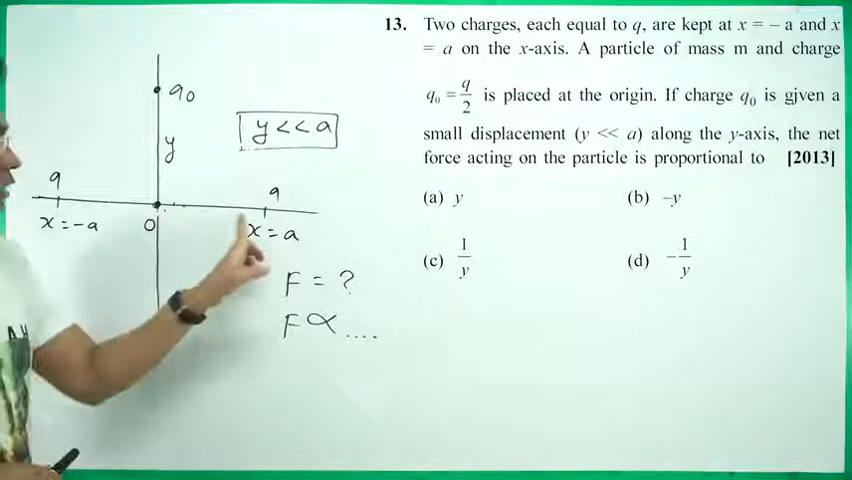 13. Two charges, each equal to q, are kept at x = – a and x
= a on the x-axis. A particle of mass m and charge
q₀ = q/2 is placed at the origin. If charge q₀ is given a
small displacement (y << a) along the y-axis, the net
force acting on the particle is proportional to [2013]
(a) y (b) –y
(c) 1/y (d) –1/y
q₀
y << a
y
q
q
x = -a
0
x = a
F = ?
F ∝ ....